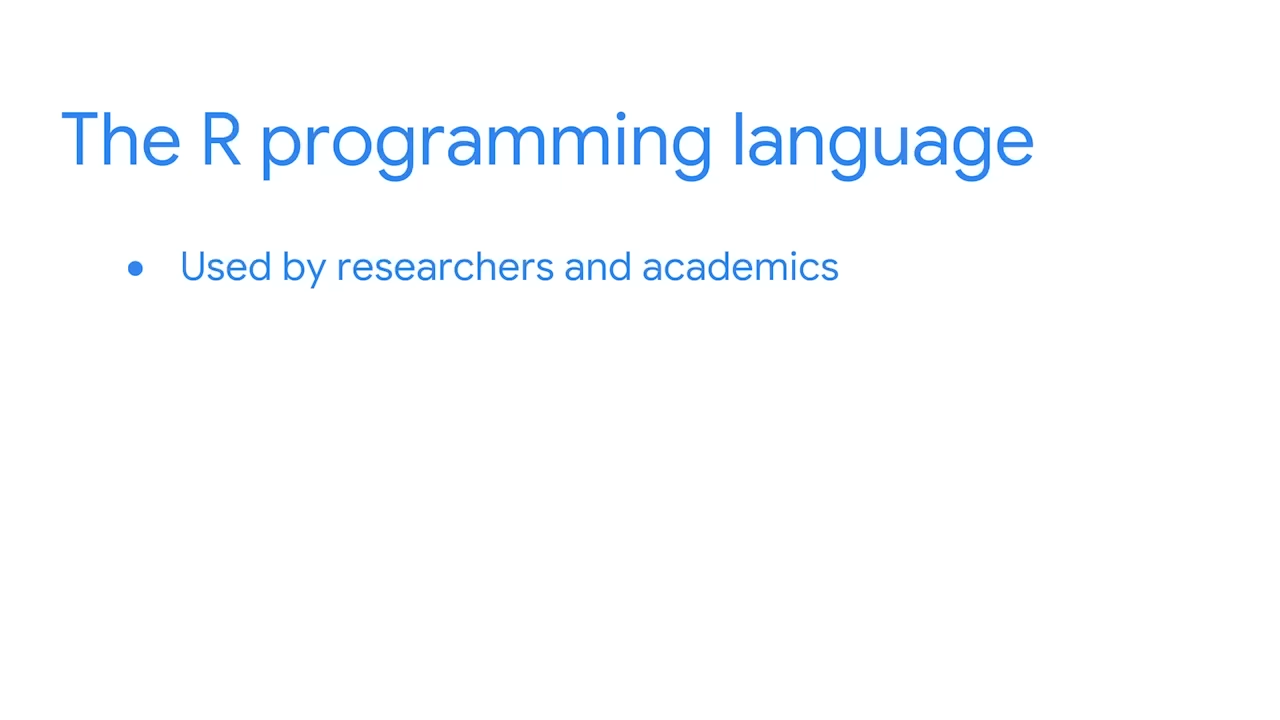 The R programming language
● Used by researchers and academics